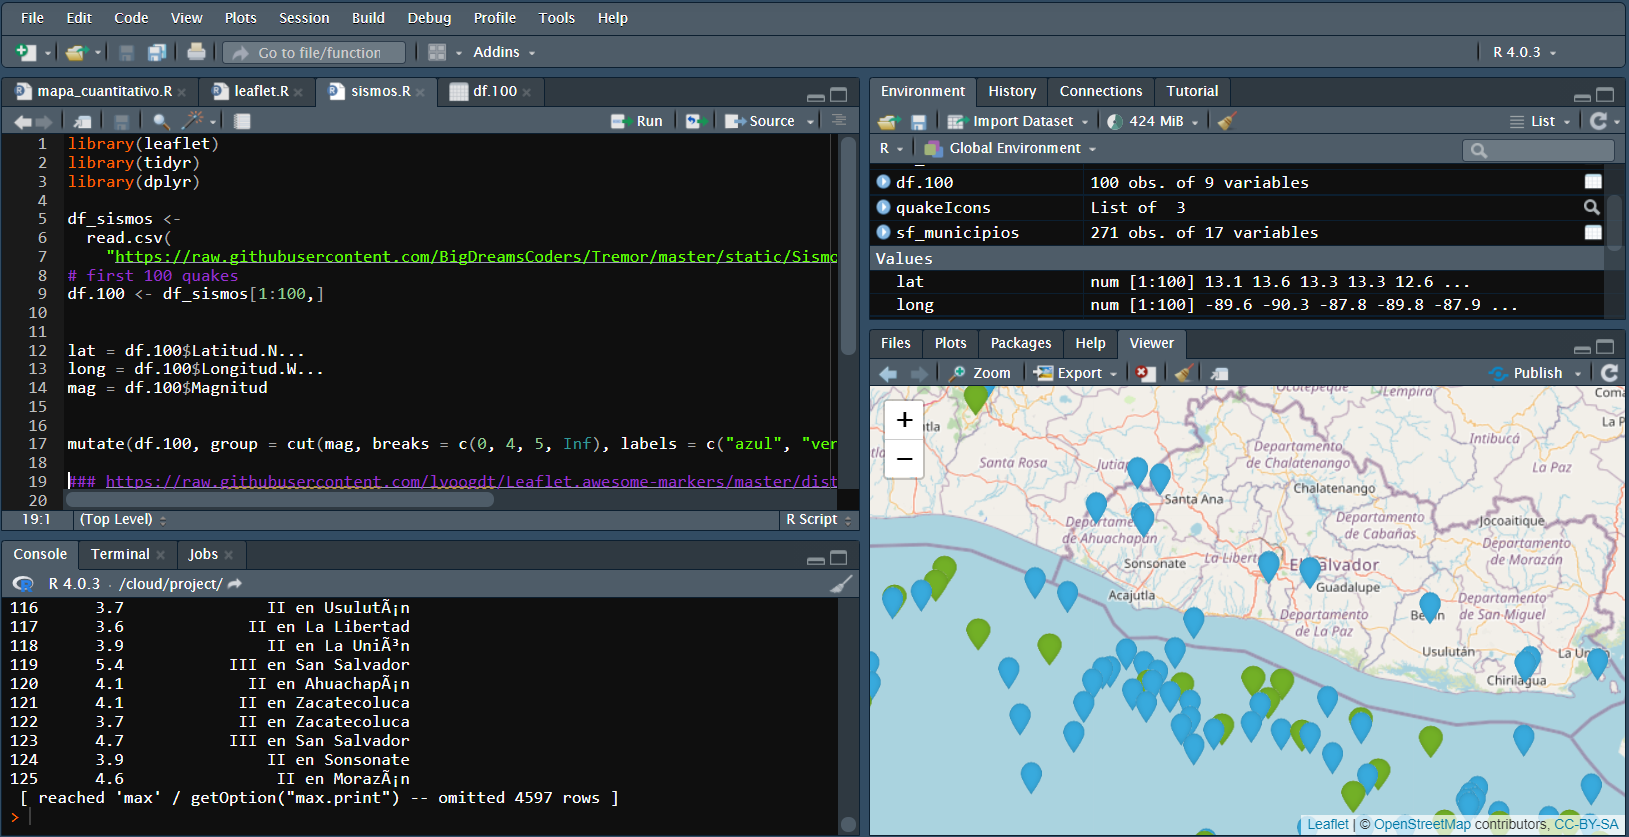 File Edit Code View Plots Session Build Debug Profile Tools Help
Go to file/function Addins R 4.0.3
mapa_cuantitativo.R leaflet.R sismos.R df.100
Run Source
1 library(leaflet)
2 library(tidyr)
3 library(dplyr)
4
5 df_sismos <-
6 read.csv(
7 "https://raw.githubusercontent.com/BigDreamsCoders/Tremor/master/static/Sismo
8 # first 100 quakes
9 df.100 <- df_sismos[1:100,]
10
11
12 lat = df.100$Latitud.N...
13 long = df.100$Longitud.W...
14 mag = df.100$Magnitud
15
16
17 mutate(df.100, group = cut(mag, breaks = c(0, 4, 5, Inf), labels = c("azul", "ver
18
19 ### https://raw.githubusercontent.com/lvoogdt/Leaflet.awesome-markers/master/dist
20
19:1 (Top Level) R Script
Console Terminal Jobs
R 4.0.3 · /cloud/project/
116 3.7 II en UsulutÃ¡n
117 3.6 II en La Libertad
118 3.9 II en La UniÃ³n
119 5.4 III en San Salvador
120 4.1 II en AhuachapÃ¡n
121 4.1 II en Zacatecoluca
122 3.7 II en Zacatecoluca
123 4.7 III en San Salvador
124 3.9 II en Sonsonate
125 4.6 II en MorazÃ¡n
[ reached 'max' / getOption("max.print") -- omitted 4597 rows ]
>
Environment History Connections Tutorial
Import Dataset 424 MiB List
R Global Environment
df.100 100 obs. of 9 variables
quakeIcons List of 3
sf_municipios 271 obs. of 17 variables
Values
lat num [1:100] 13.1 13.6 13.3 13.3 12.6 ...
long num [1:100] -89.6 -90.3 -87.8 -89.8 -87.9 ...
Files Plots Packages Help Viewer
Zoom Export Publish
+
−
Ocotepeque
Lempira
Coma
La P
Intibucá
La Paz
Santa Rosa
Jutia
Departamento
de Chalatenango
Chalatenango
Santa Ana
Departamento
de Ahuachapán
Departamento
de Cabañas
Jocoaitique
Departamento
de Morazán
Sonsonate
La Libert
El Salvador
Guadalupe
Acajutla
Departamento
de La Paz
Departamento
de San Miguel
Berlín
Usulután
La Un
Chirilagua
Leaflet | © OpenStreetMap contributors, CC-BY-SA